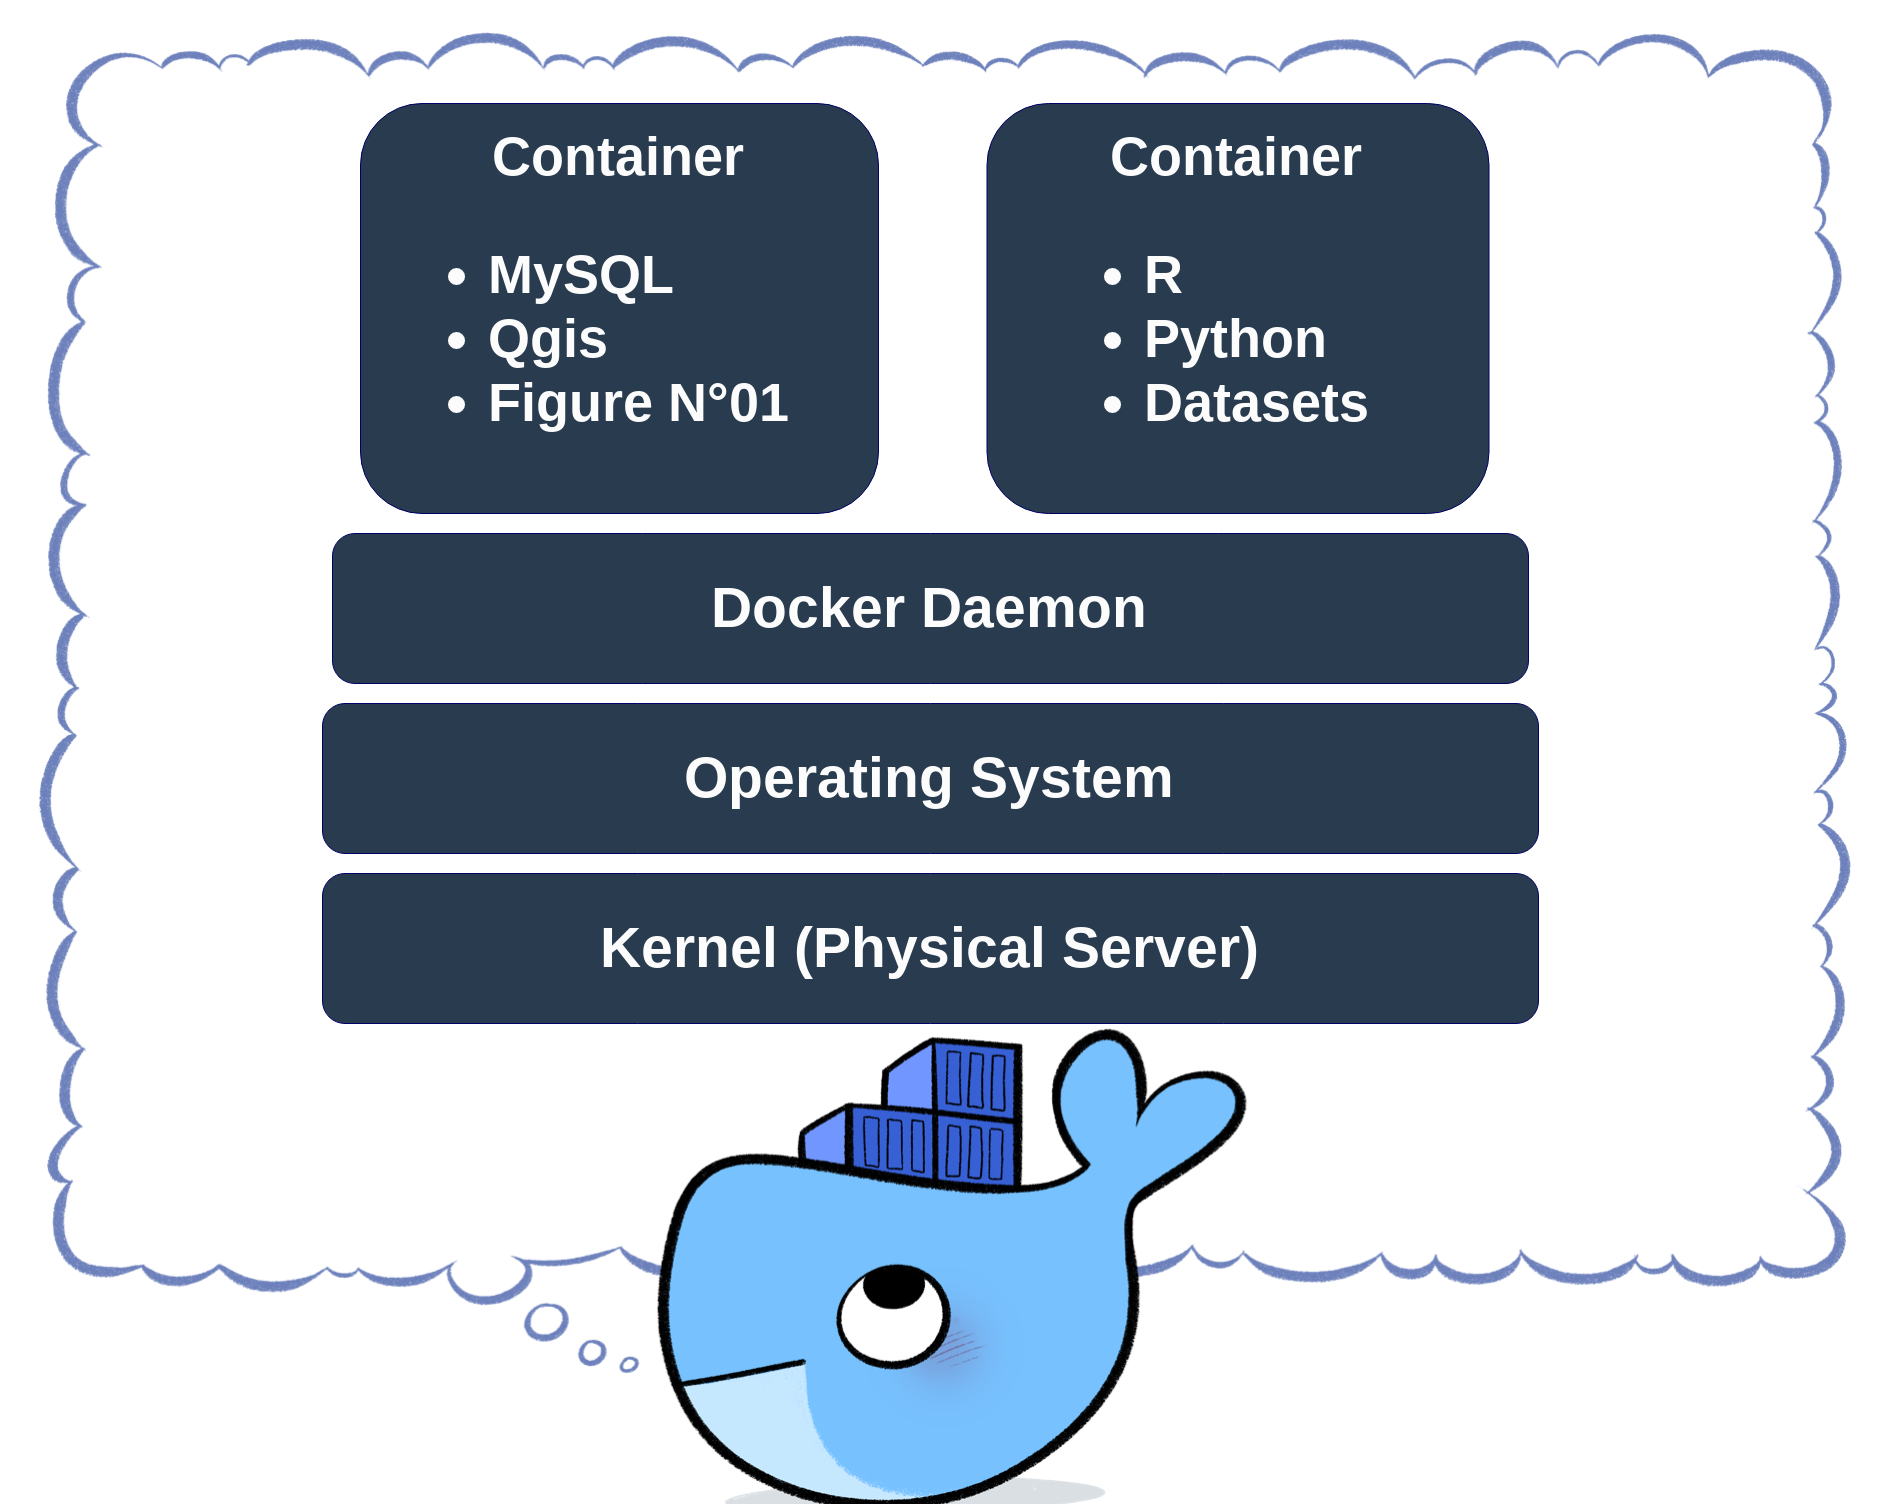 Container
MySQL
Qgis
Figure N°01
Container
R
Python
Datasets
Docker Daemon
Operating System
Kernel (Physical Server)